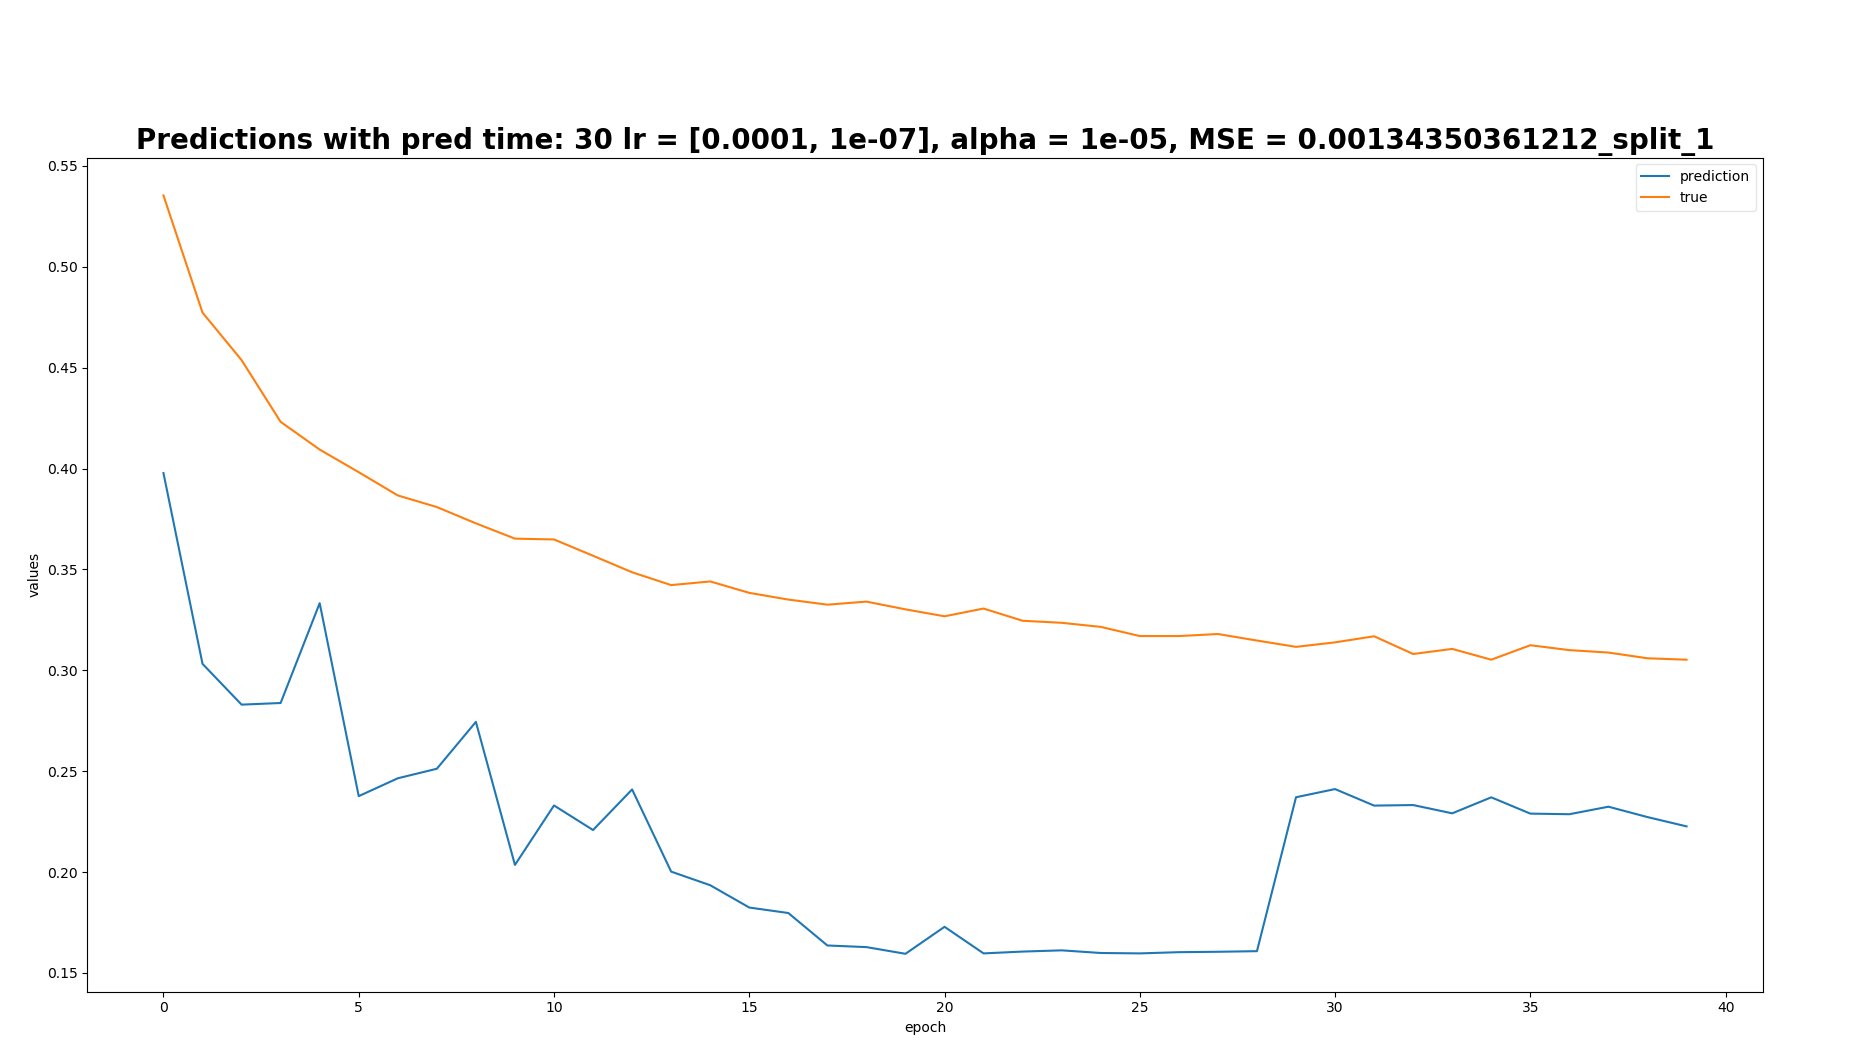 Predictions with pred time: 30 lr = [0.0001, 1e-07], alpha = 1e-05, MSE = 0.00134350361212_split_1
prediction
true
values
0.55
0.50
0.45
0.40
0.35
0.30
0.25
0.20
0.15
0 5 10 15 20 25 30 35 40
epoch